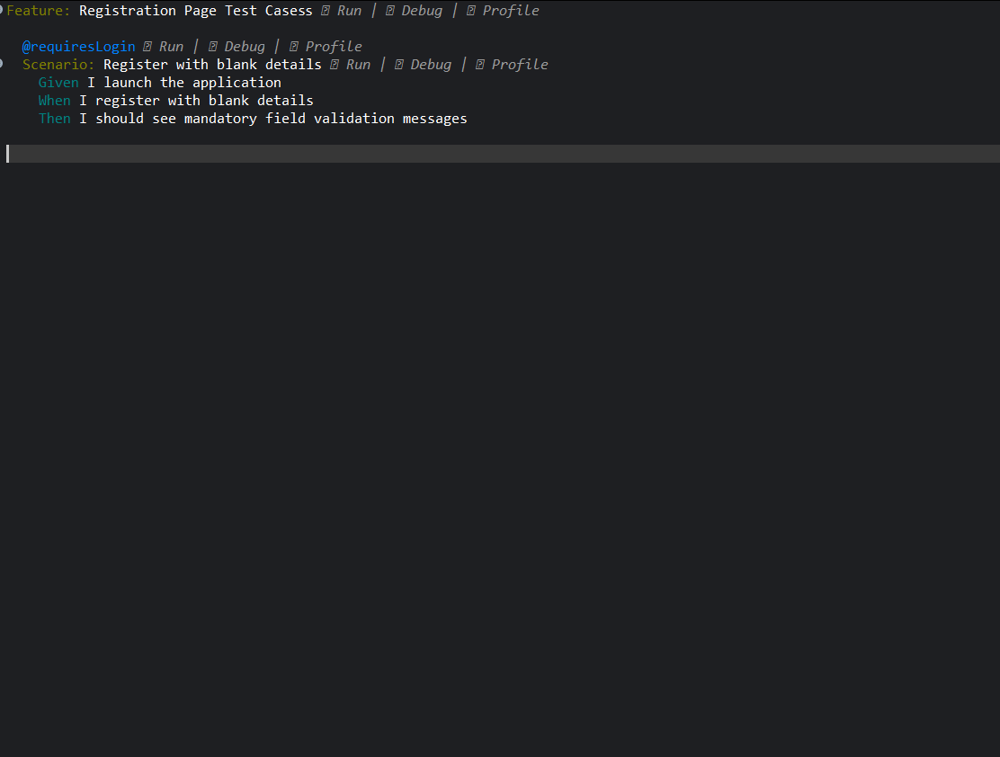 Feature: Registration Page Test Casess Run | Debug | Profile
@requiresLogin Run | Debug | Profile
Scenario: Register with blank details Run | Debug | Profile
Given I launch the application
When I register with blank details
Then I should see mandatory field validation messages